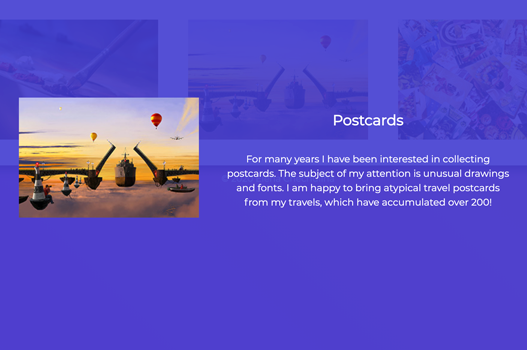 Postcards
For many years I have been interested in collecting
postcards. The subject of my attention is unusual drawings
and fonts. I am happy to bring atypical travel postcards
from my travels, which have accumulated over 200!